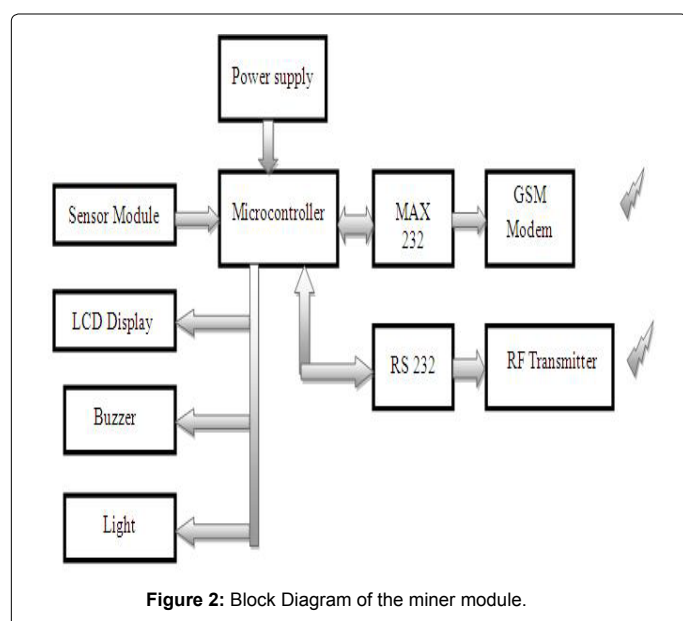 Power supply
Sensor Module
Microcontroller
MAX
232
GSM
Modem
LCD Display
RS 232
RF Transmitter
Buzzer
Light
Figure 2: Block Diagram of the miner module.